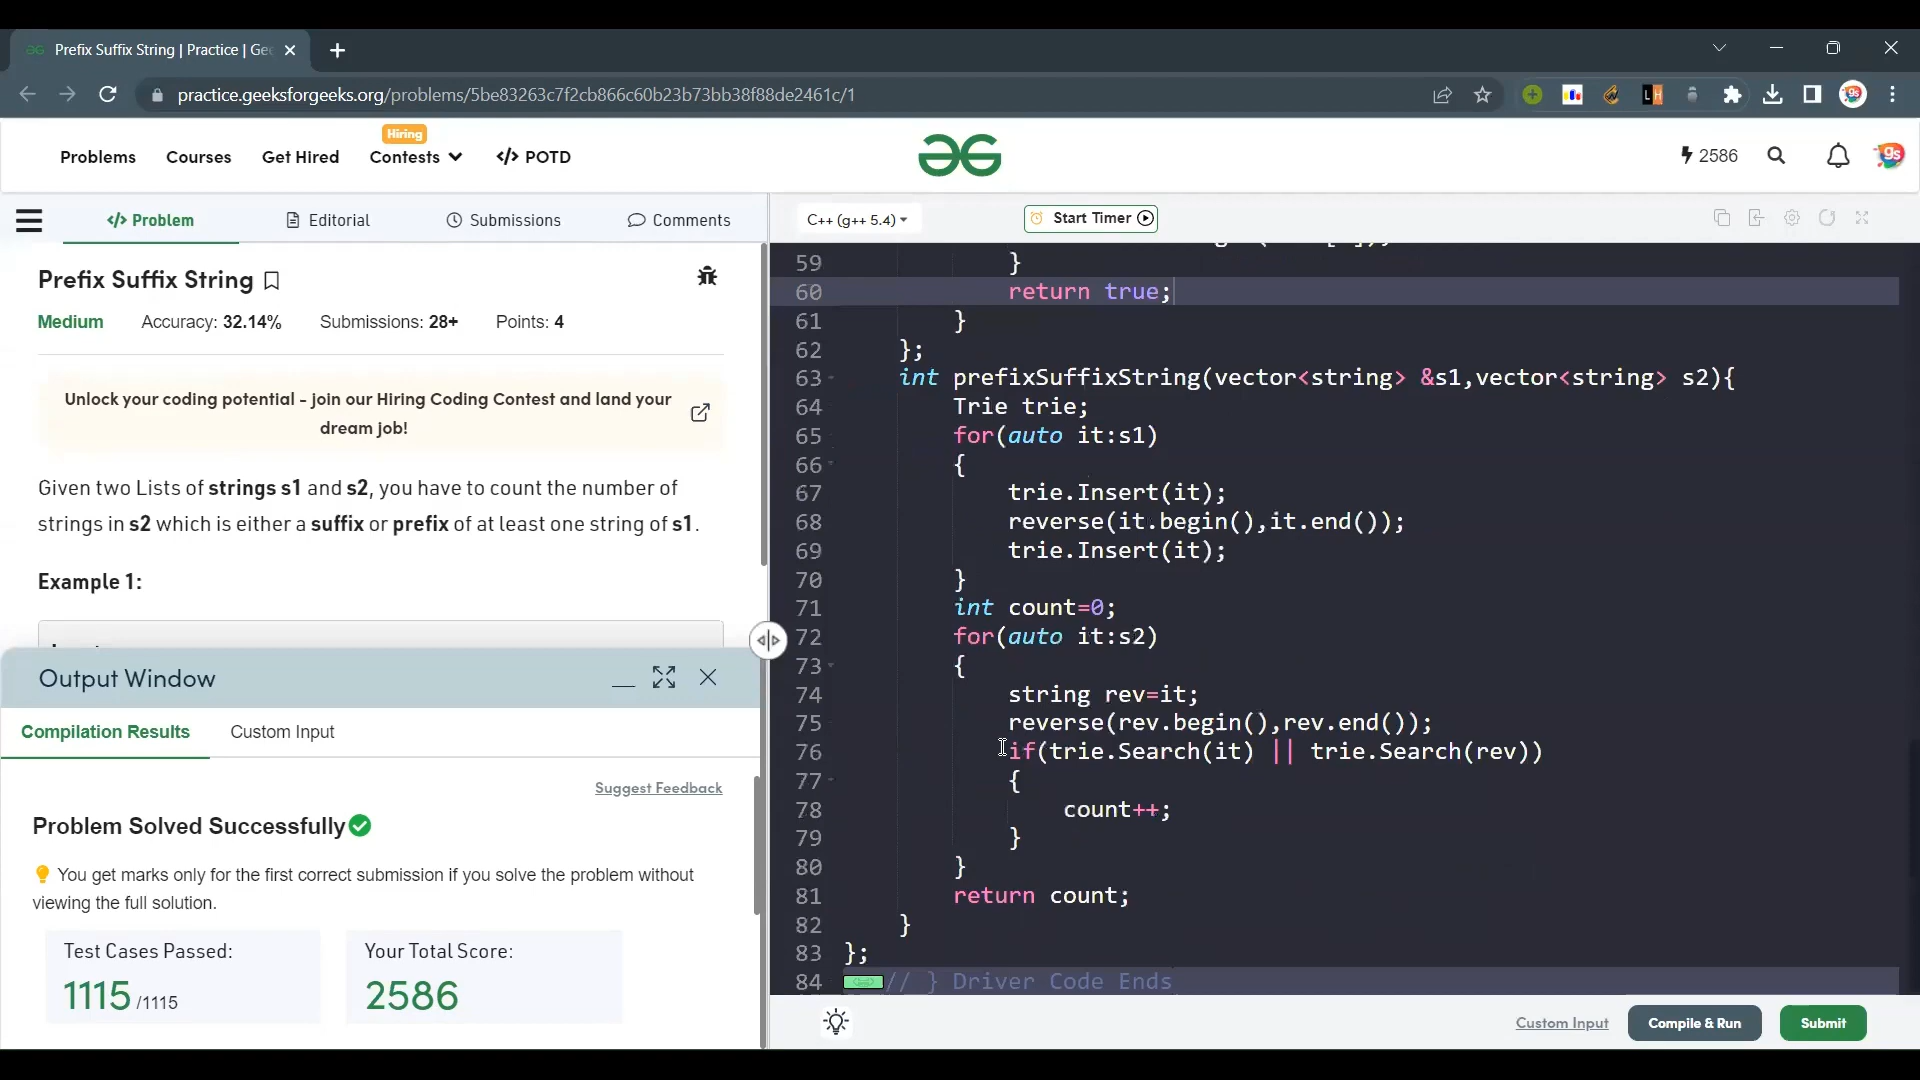 Prefix Suffix String | Practice | Gee
practice.geeksforgeeks.org/problems/5be83263c7f2cb866c60b23b73bb38f88de2461c/1
LH
Hiring
Problems Courses Get Hired Contests </> POTD
2586
gs
</> Problem Editorial Submissions Comments
C++ (g++ 5.4) Start Timer
Prefix Suffix String
Medium Accuracy: 32.14% Submissions: 28+ Points: 4
Unlock your coding potential - join our Hiring Coding Contest and land your
dream job!
Given two Lists of strings s1 and s2, you have to count the number of
strings in s2 which is either a suffix or prefix of at least one string of s1.
Example 1:
Output Window
Compilation Results Custom Input
Suggest Feedback
Problem Solved Successfully
You get marks only for the first correct submission if you solve the problem without
viewing the full solution.
Test Cases Passed: Your Total Score:
1115 /1115 2586
59 }
60 return true;
61 }
62 };
63 int prefixSuffixString(vector<string> &s1,vector<string> s2){
64 Trie trie;
65 for(auto it:s1)
66 {
67 trie.Insert(it);
68 reverse(it.begin(),it.end());
69 trie.Insert(it);
70 }
71 int count=0;
72 for(auto it:s2)
73 {
74 string rev=it;
75 reverse(rev.begin(),rev.end());
76 if(trie.Search(it) || trie.Search(rev))
77 {
78 count++;
79 }
80 }
81 return count;
82 }
83 };
84 // } Driver Code Ends
Custom Input Compile & Run Submit